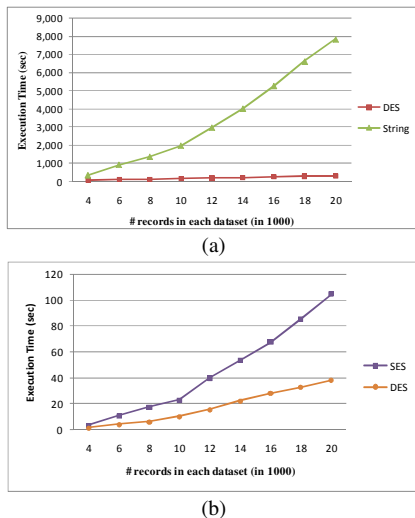 9,000
8,000
7,000
6,000
5,000
4,000
3,000
2,000
1,000
0
Execution Time (sec)
4 6 8 10 12 14 16 18 20
# records in each dataset (in 1000)
DES
String
(a)
120
100
80
60
40
20
0
Execution Time (sec)
4 6 8 10 12 14 16 18 20
# records in each dataset (in 1000)
SES
DES
(b)